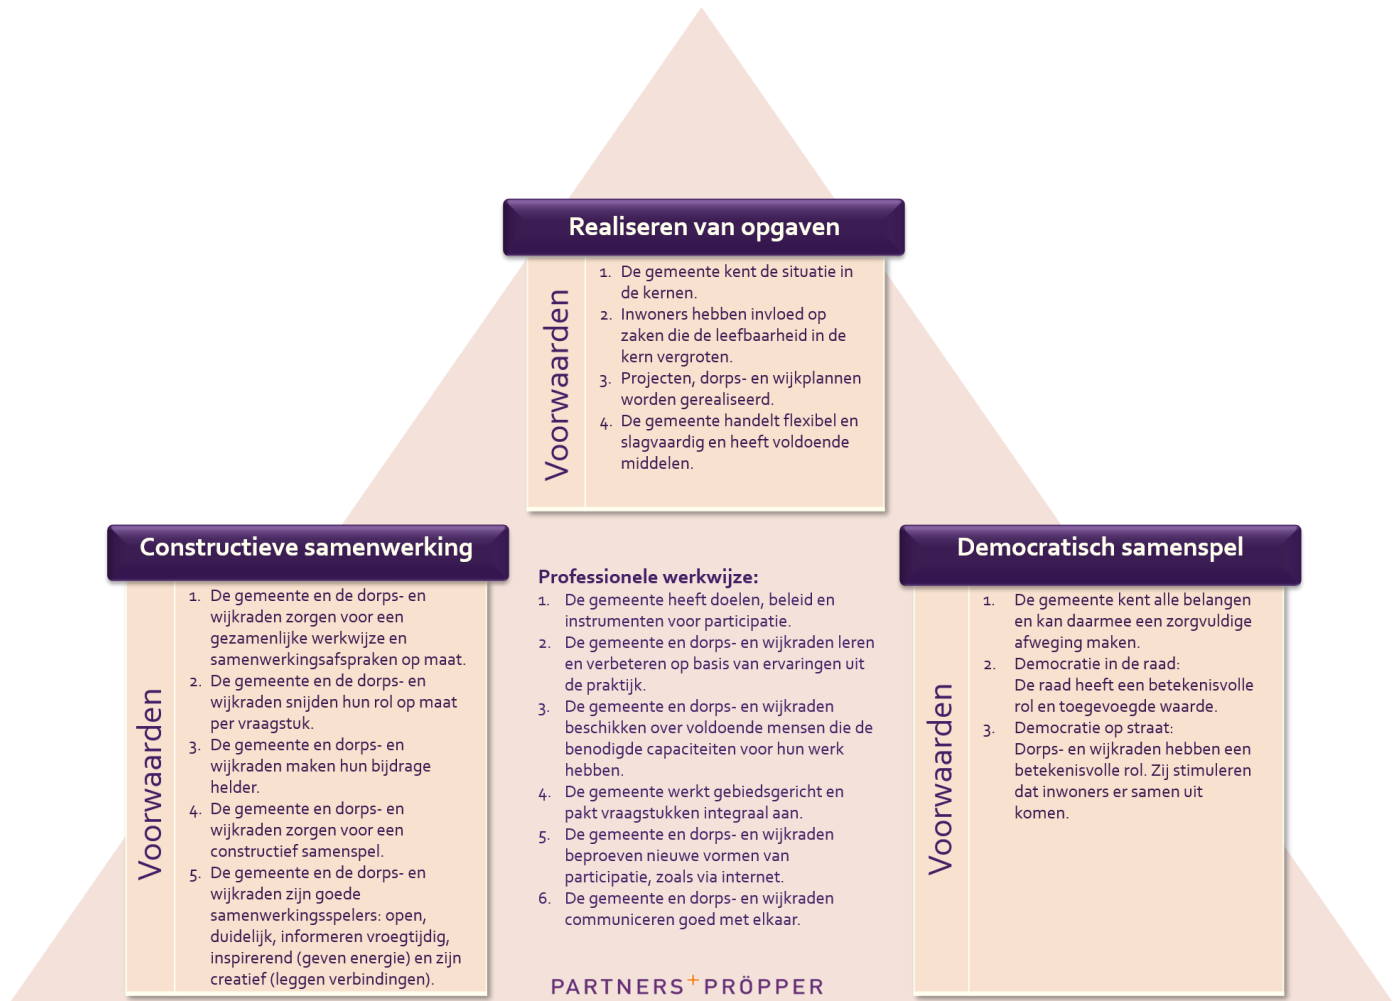 Realiseren van opgaven
Voorwaarden
1. De gemeente kent de situatie in
de kernen.
2. Inwoners hebben invloed op
zaken die de leefbaarheid in de
kern vergroten.
3. Projecten, dorps- en wijkplannen
worden gerealiseerd.
4. De gemeente handelt flexibel en
slagvaardig en heeft voldoende
middelen.
Constructieve samenwerking
Voorwaarden
1. De gemeente en de dorps- en
wijkraden zorgen voor een
gezamenlijke werkwijze en
samenwerkingsafspraken op maat.
2. De gemeente en de dorps- en
wijkraden snijden hun rol op maat
per vraagstuk.
3. De gemeente en dorps- en
wijkraden maken hun bijdrage
helder.
4. De gemeente en dorps- en
wijkraden zorgen voor een
constructief samenspel.
5. De gemeente en de dorps- en
wijkraden zijn goede
samenwerkingsspelers: open,
duidelijk, informeren vroegtijdig,
inspirerend (geven energie) en zijn
creatief (leggen verbindingen).
Professionele werkwijze:
1. De gemeente heeft doelen, beleid en
instrumenten voor participatie.
2. De gemeente en dorps- en wijkraden leren
en verbeteren op basis van ervaringen uit
de praktijk.
3. De gemeente en dorps- en wijkraden
beschikken over voldoende mensen die de
benodigde capaciteiten voor hun werk
hebben.
4. De gemeente werkt gebiedsgericht en
pakt vraagstukken integraal aan.
5. De gemeente en dorps- en wijkraden
beproeven nieuwe vormen van
participatie, zoals via internet.
6. De gemeente en dorps- en wijkraden
communiceren goed met elkaar.
PARTNERS+PRÖPPER
Democratisch samenspel
Voorwaarden
1. De gemeente kent alle belangen
en kan daarmee een zorgvuldige
afweging maken.
2. Democratie in de raad:
De raad heeft een betekenisvolle
rol en toegevoegde waarde.
3. Democratie op straat:
Dorps- en wijkraden hebben een
betekenisvolle rol. Zij stimuleren
dat inwoners er samen uit
komen.